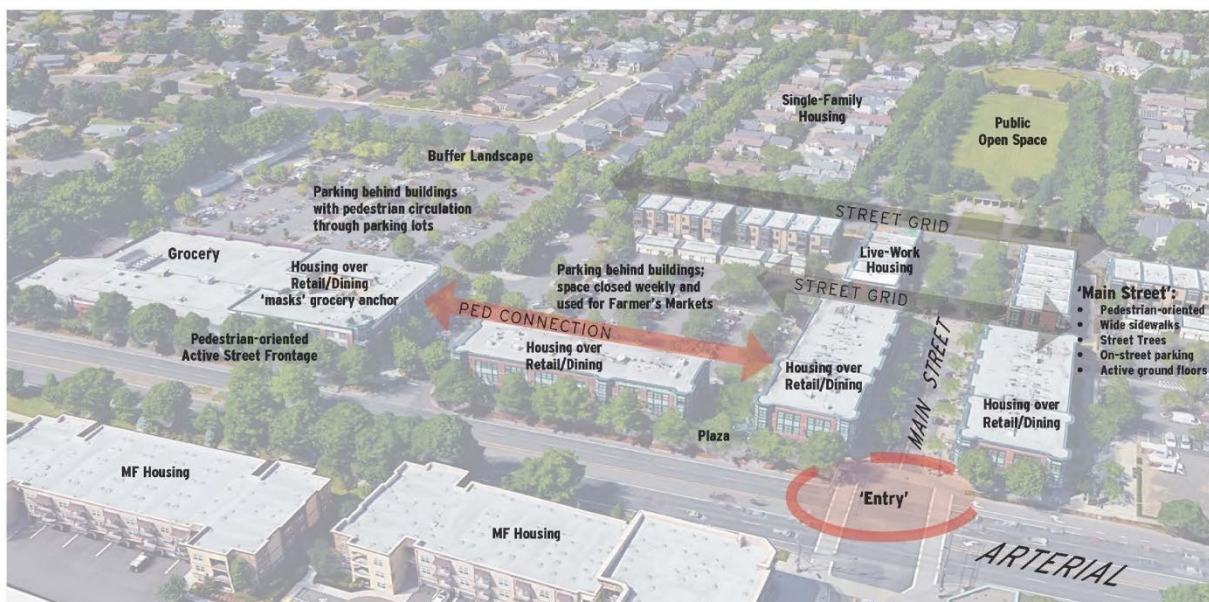 Single-Family
Housing
Public
Open Space
Buffer Landscape
Parking behind buildings
with pedestrian circulation
through parking lots
STREET GRID
Grocery
Housing over
Retail/Dining
'masks' grocery anchor
Live-Work
Housing
Parking behind buildings;
space closed weekly and
used for Farmer's Markets
STREET GRID
'Main Street':
• Pedestrian-oriented
• Wide sidewalks
• Street Trees
• On-street parking
• Active ground floors
PED CONNECTION
Pedestrian-oriented
Active Street Frontage
Housing over
Retail/Dining
Housing over
Retail/Dining
MAIN STREET
Housing over
Retail/Dining
Plaza
MF Housing
'Entry'
MF Housing
ARTERIAL